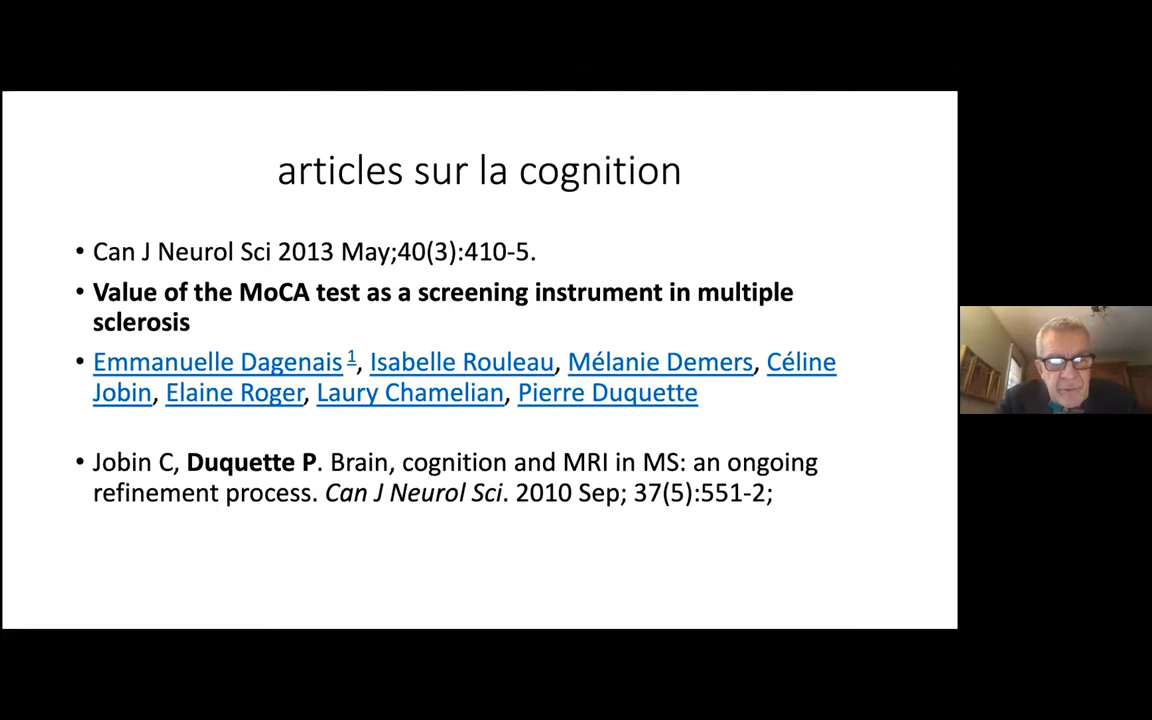 articles sur la cognition
• Can J Neurol Sci 2013 May;40(3):410-5.
• Value of the MoCA test as a screening instrument in multiple
sclerosis
• Emmanuelle Dagenais 1, Isabelle Rouleau, Mélanie Demers, Céline
Jobin, Elaine Roger, Laury Chamelian, Pierre Duquette
• Jobin C, Duquette P. Brain, cognition and MRI in MS: an ongoing
refinement process. Can J Neurol Sci. 2010 Sep; 37(5):551-2;